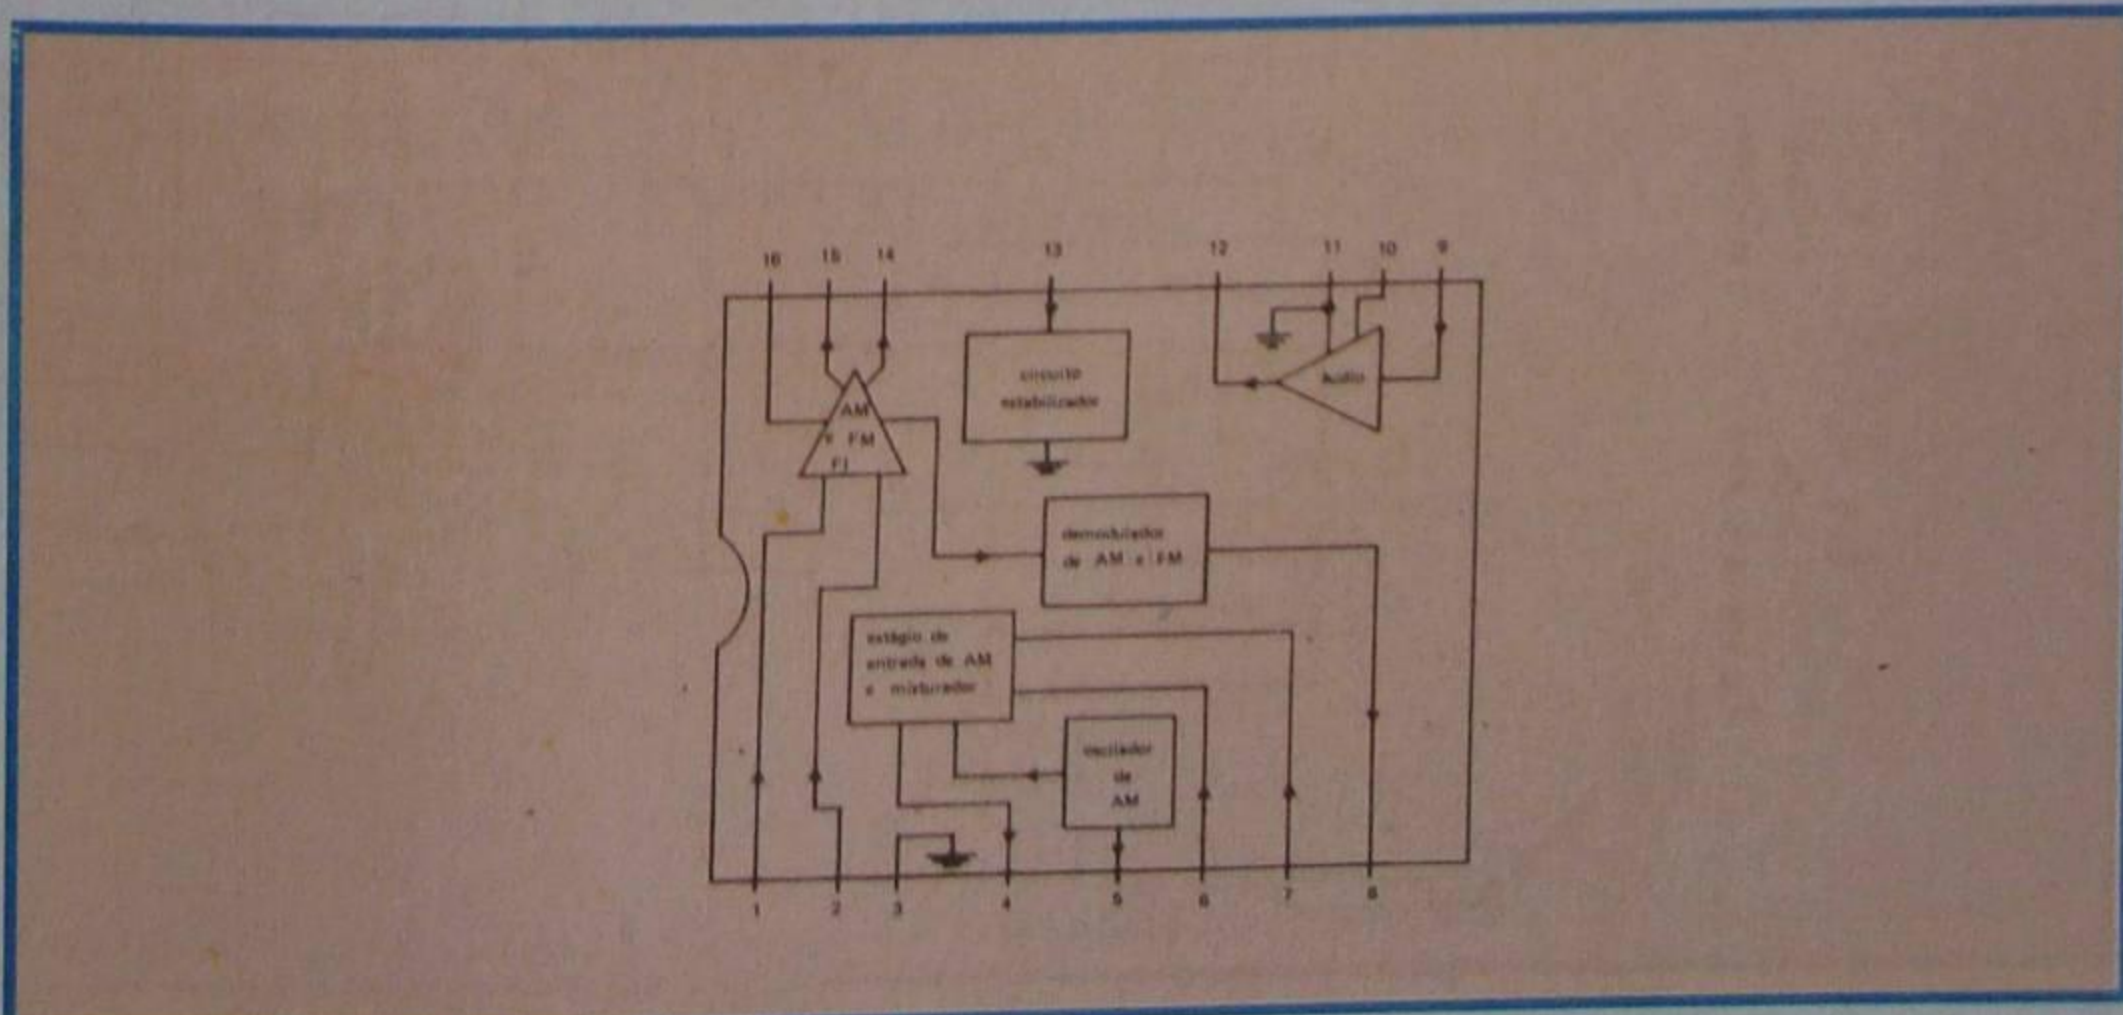 16 15 14 13 12 11 10 9
AM
e FM
FI
circuito
estabilizador
Áudio
demodulador
de AM e FM
estágio de
entrada de AM
e misturador
oscilador
de
AM
1 2 3 4 5 6 7 8